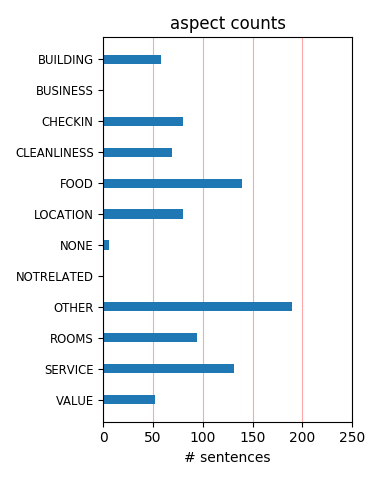 aspect counts
BUILDING
BUSINESS
CHECKIN
CLEANLINESS
FOOD
LOCATION
NONE
NOTRELATED
OTHER
ROOMS
SERVICE
VALUE
0 50 100 150 200 250
# sentences